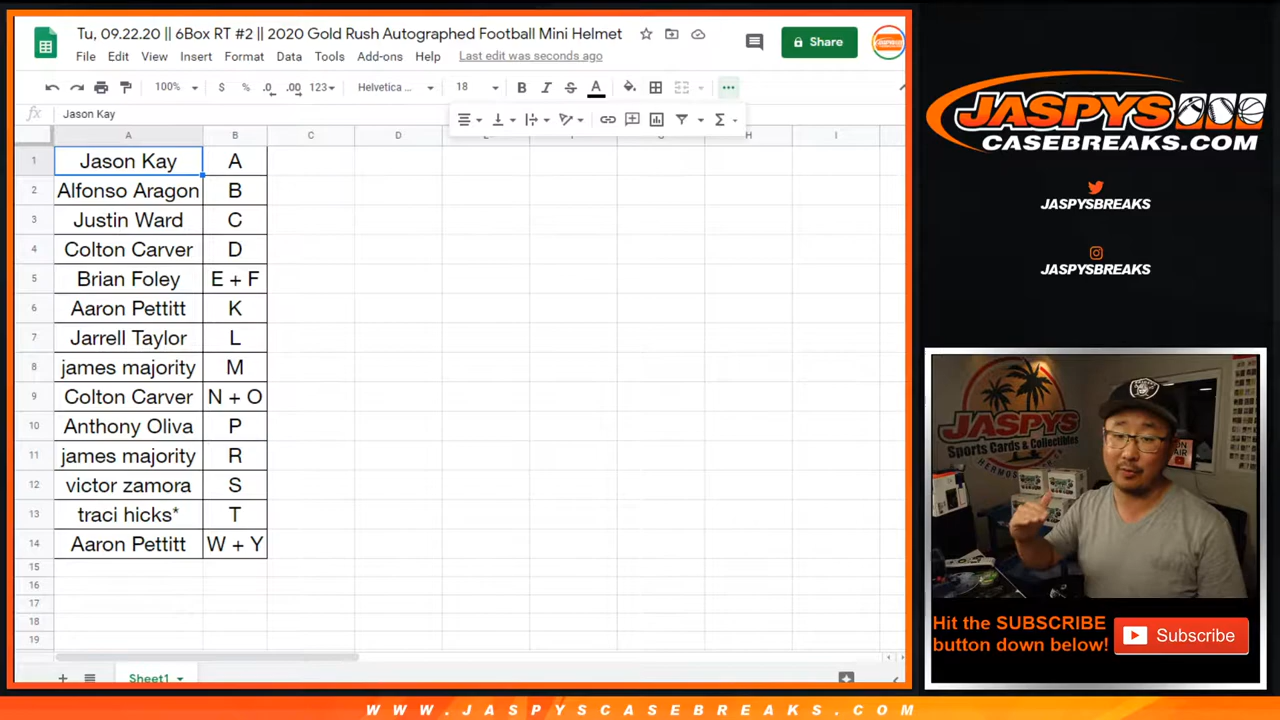 Tu, 09.22.20 || 6Box RT #2 || 2020 Gold Rush Autographed Football Mini Helmet
File Edit View Insert Format Data Tools Add-ons Help Last edit was seconds ago
Share
100% $ % .0 .00 123 Helvetica ... 18 B I S A
fx Jason Kay
A B C D H I
1 Jason Kay A
2 Alfonso Aragon B
3 Justin Ward C
4 Colton Carver D
5 Brian Foley E + F
6 Aaron Pettitt K
7 Jarrell Taylor L
8 james majority M
9 Colton Carver N + O
10 Anthony Oliva P
11 james majority R
12 victor zamora S
13 traci hicks* T
14 Aaron Pettitt W + Y
15
16
17
18
19
Sheet1
JASPYS
CASEBREAKS.COM
JASPYSBREAKS
JASPYSBREAKS
JASPYS
Sports Cards & Collectibles
ON AIR
Hit the SUBSCRIBE
button down below!
Subscribe
WWW.JASPYSCASEBREAKS.COM